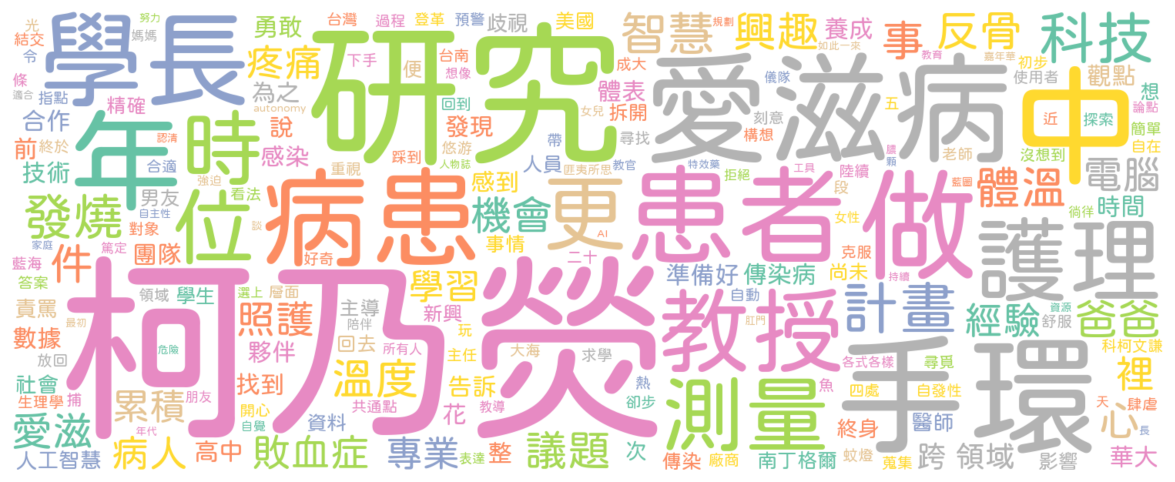 光
努力
結交
令
媽媽
學長
勇敢
疼痛
台灣
過程
登革
預警
歧視
美國
智慧
規劃
興趣
養成
如此一來
教育
事
反骨
嘉年華
科技
下手
台南
想像
便
為之
autonomy
研究
成大
儀隊
體表
拆開
愛滋病
初步
使用者
觀點
中
近
探索
想
論點
簡單
自在
條
適合
指點
精確
合作
前
終於
技術
認清
合適
強迫
年
時
說
感染
回到
發現
悠游
女兒
五
刻意
構想
尋找
帶
人員
匪夷所思
教官
老師
特效藥
工具
沒想到
電腦
重視
踩到
人物誌
感到
機會
男友
自主性
看法
發燒
對象
位
談
病患
更
AI
事情
患者
拒絕
陸續
段
女性
膿
顆
藍圖
做
體溫
徜徉
時間
護理
克服
持續
家庭
篤定
藍海
件
團隊
好奇
二十
答案
領域
學生
選上
層面
責罵
數據
照護
主導
陪伴
學習
新興
準備好
傳染病
尚未
自動
肛門
教授
計畫
資源
經驗
舒服
爸爸
柯乃熒
最初
放回
危險
夥伴
回去
所有人
玩
主任
大海
求學
各式各樣
尋覓
科柯文謙
手環
裡
社會
生理學
捕
朋友
找到
溫度
共通點
教導
告訴
熱
卻步
魚
四處
自發性
測量
天
肆虐
愛滋
累積
開心
自覺
資料
花
醫師
終身
心
長
人工智慧
年代
病人
高中
敗血症
專業
表達
整
議題
次
傳染
廠商
南丁格爾
蚊燈
蒐集
跨
領域
影響
華大